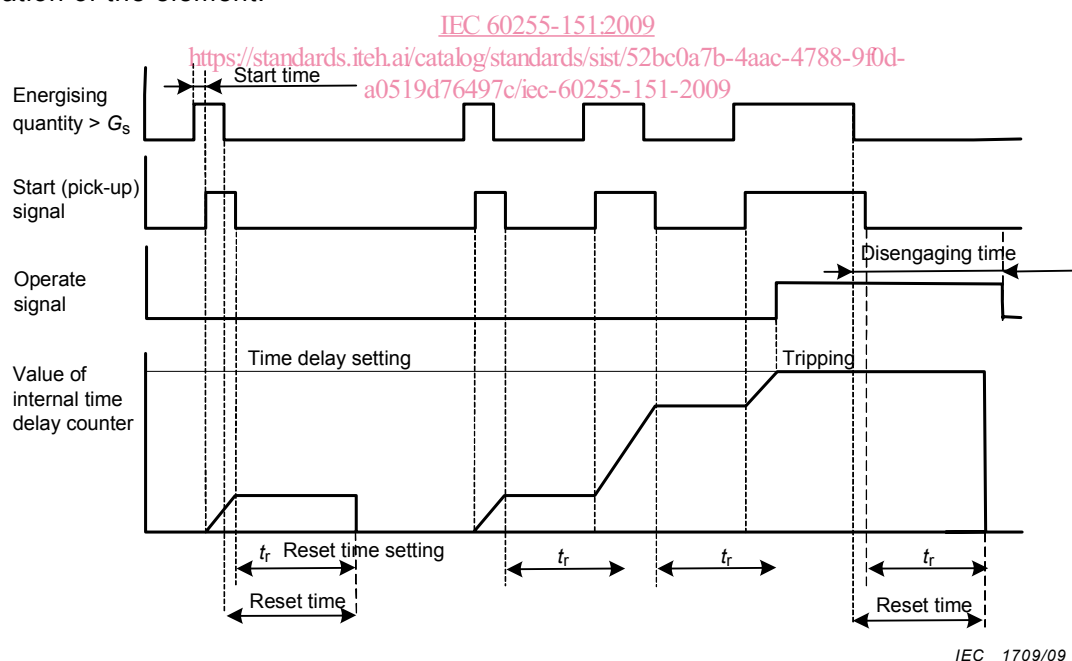 IEC 60255-151:2009
https://standards.iteh.ai/catalog/standards/sist/52bc0a7b-4aac-4788-9f0d-
a0519d76497c/iec-60255-151-2009
Start time
Energising
quantity > Gs
Start (pick-up)
signal
Disengaging time
Operate
signal
Time delay setting
Tripping
Value of
internal time
delay counter
tr Reset time setting
tr
tr
tr
Reset time
Reset time
IEC 1709/09